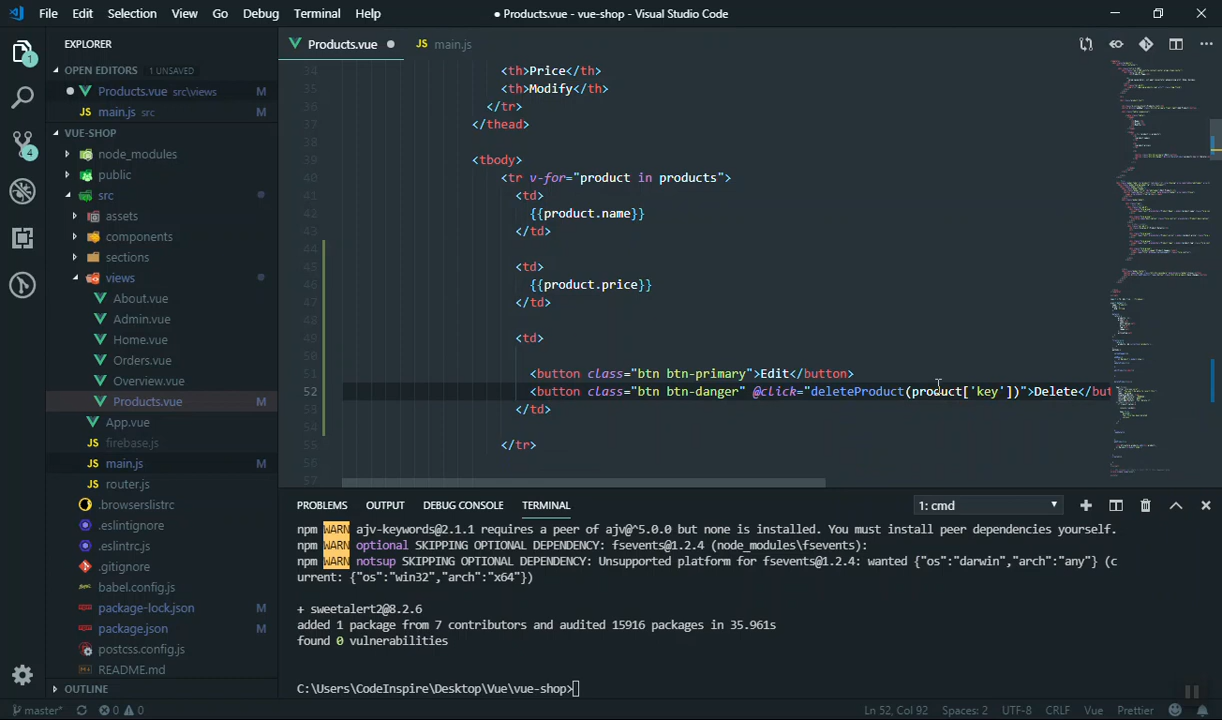 File Edit Selection View Go Debug Terminal Help
● Products.vue - vue-shop - Visual Studio Code
EXPLORER
OPEN EDITORS 1 UNSAVED
Products.vue src\views M
JS main.js src M
VUE-SHOP
node_modules
public
src
assets
components
sections
views
About.vue
Admin.vue
Home.vue
Orders.vue
Overview.vue
Products.vue M
App.vue
JS firebase.js
JS main.js M
JS router.js
.browserslistrc
.eslintignore
.eslintrc.js
.gitignore
babel.config.js
package-lock.json M
package.json M
postcss.config.js
README.md
OUTLINE
1
4
Products.vue ●
JS main.js
34 <th>Price</th>
35 <th>Modify</th>
36 </tr>
37 </thead>
38
39 <tbody>
40 <tr v-for="product in products">
41 <td>
42 {{product.name}}
43 </td>
44
45 <td>
46 {{product.price}}
47 </td>
48
49 <td>
50
51 <button class="btn btn-primary">Edit</button>
52 <button class="btn btn-danger" @click="deleteProduct(product['key'])">Delete</but
53 </td>
54
55 </tr>
56
57
PROBLEMS OUTPUT DEBUG CONSOLE TERMINAL
1: cmd
npm WARN ajv-keywords@2.1.1 requires a peer of ajv@^5.0.0 but none is installed. You must install peer dependencies yourself.
npm WARN optional SKIPPING OPTIONAL DEPENDENCY: fsevents@1.2.4 (node_modules\fsevents):
npm WARN notsup SKIPPING OPTIONAL DEPENDENCY: Unsupported platform for fsevents@1.2.4: wanted {"os":"darwin","arch":"any"} (c
urrent: {"os":"win32","arch":"x64"})
+ sweetalert2@8.2.6
added 1 package from 7 contributors and audited 15916 packages in 35.961s
found 0 vulnerabilities
C:\Users\CodeInspire\Desktop\Vue\vue-shop>
master* 0 0
Ln 52, Col 92 Spaces: 2 UTF-8 CRLF Vue Prettier